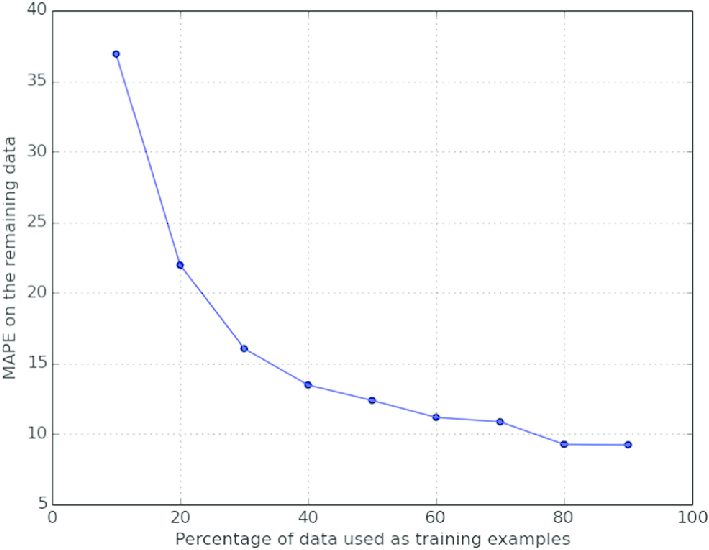 40
35
30
25
20
15
10
5
0 20 40 60 80 100
MAPE on the remaining data
Percentage of data used as training examples